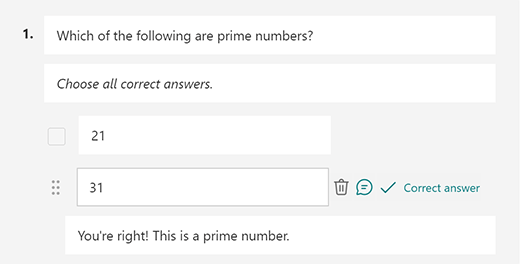 1. Which of the following are prime numbers?
Choose all correct answers.
21
31 Correct answer
You're right! This is a prime number.